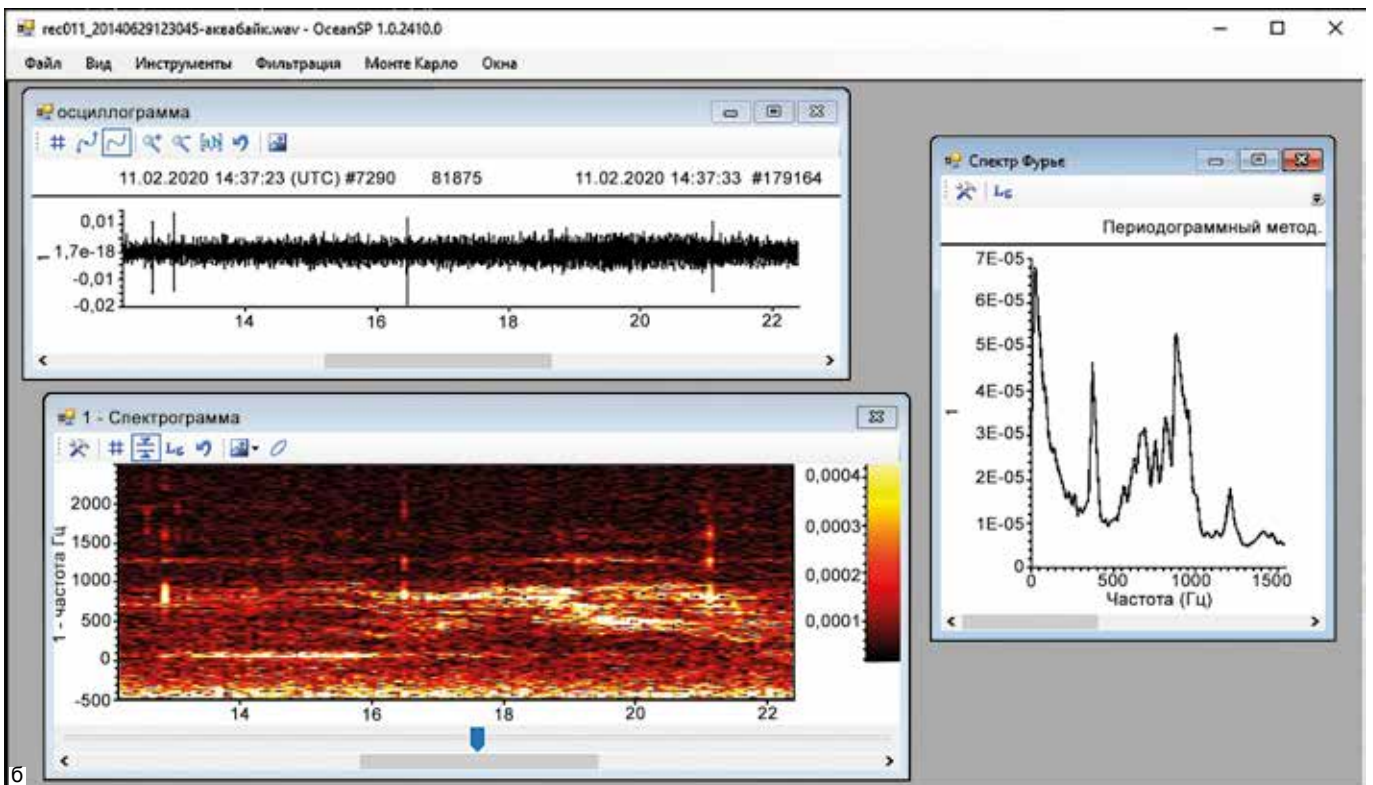 rec011_20140629123045-аквабайк.wav - OceanSP 1.0.2410.0
Файл Вид Инструменты Фильтрация Монте Карло Окна
осциллограмма
11.02.2020 14:37:23 (UTC) #7290 81875 11.02.2020 14:37:33 #179164
0,01
1,7e-18
-0,01
-0,02
1
14 16 18 20 22
1 - Спектрограмма
Lg
2000
1500
1000
500
0
-500
1 - частота Гц
14 16 18 20 22
0,0004
0,0003
0,0002
0,0001
Спектр Фурье
Lg
Периодограммный метод.
7E-05
6E-05
5E-05
4E-05
3E-05
2E-05
1E-05
0
1
0 500 1000 1500
Частота (Гц)
б